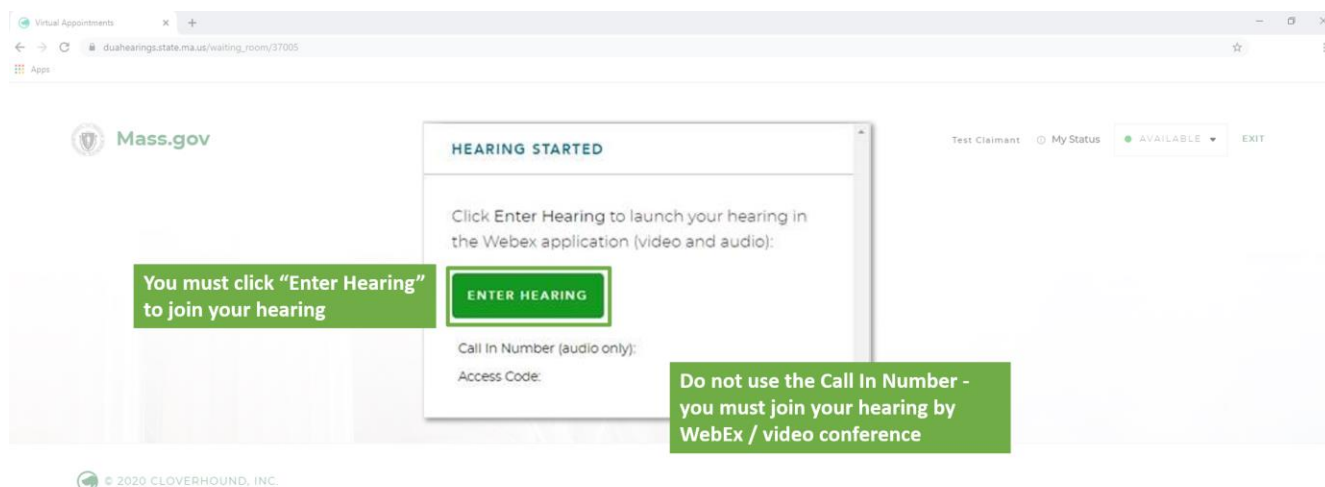 Virtual Appointments
duahearings.state.ma.us/waiting_room/37005
Apps
Mass.gov
Test Claimant My Status AVAILABLE EXIT
HEARING STARTED
Click Enter Hearing to launch your hearing in
the Webex application (video and audio):
You must click “Enter Hearing”
to join your hearing
ENTER HEARING
Call In Number (audio only):
Access Code:
Do not use the Call In Number -
you must join your hearing by
WebEx / video conference
© 2020 CLOVERHOUND, INC.